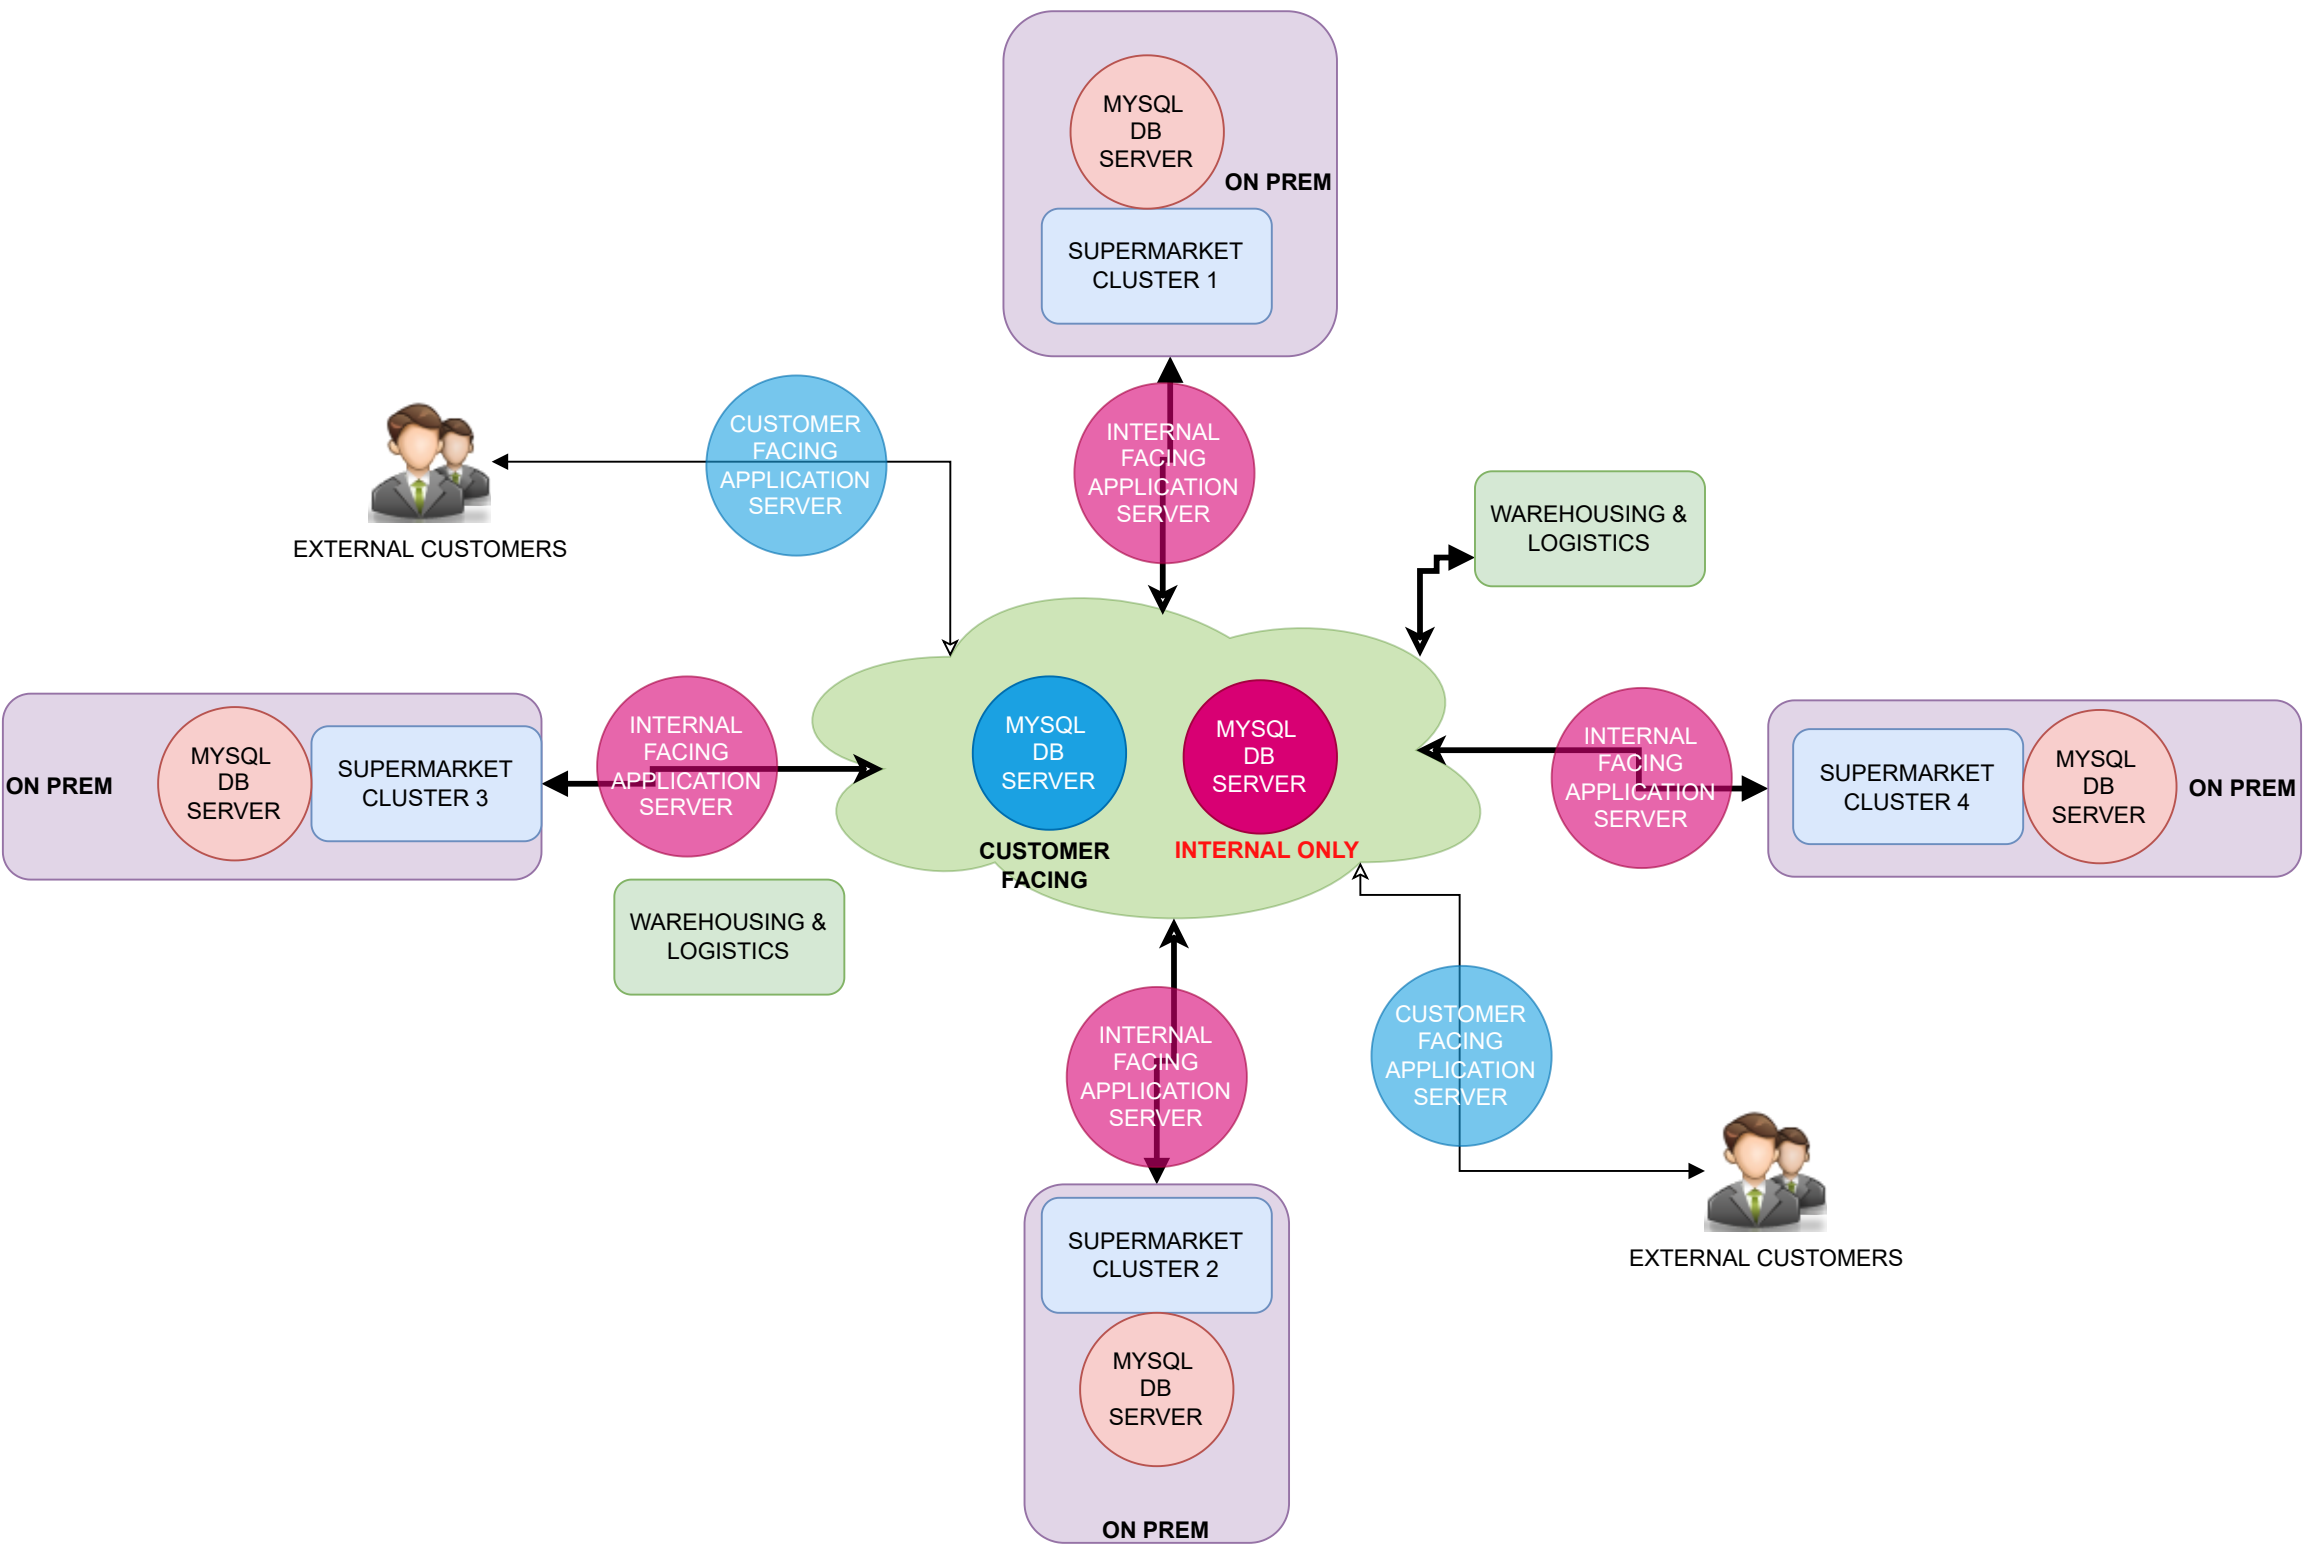 MYSQL
DB
SERVER
ON PREM
SUPERMARKET
CLUSTER 1
CUSTOMER
FACING
APPLICATION
SERVER
EXTERNAL CUSTOMERS
INTERNAL
FACING
APPLICATION
SERVER
WAREHOUSING &
LOGISTICS
ON PREM
MYSQL
DB
SERVER
SUPERMARKET
CLUSTER 3
INTERNAL
FACING
APPLICATION
SERVER
MYSQL
DB
SERVER
CUSTOMER
FACING
MYSQL
DB
SERVER
INTERNAL ONLY
INTERNAL
FACING
APPLICATION
SERVER
SUPERMARKET
CLUSTER 4
MYSQL
DB
SERVER
ON PREM
WAREHOUSING &
LOGISTICS
INTERNAL
FACING
APPLICATION
SERVER
CUSTOMER
FACING
APPLICATION
SERVER
EXTERNAL CUSTOMERS
SUPERMARKET
CLUSTER 2
MYSQL
DB
SERVER
ON PREM